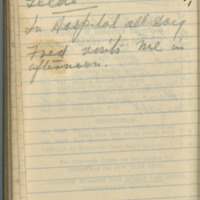 In Hospital all day
Fred visits me in
afternoon.